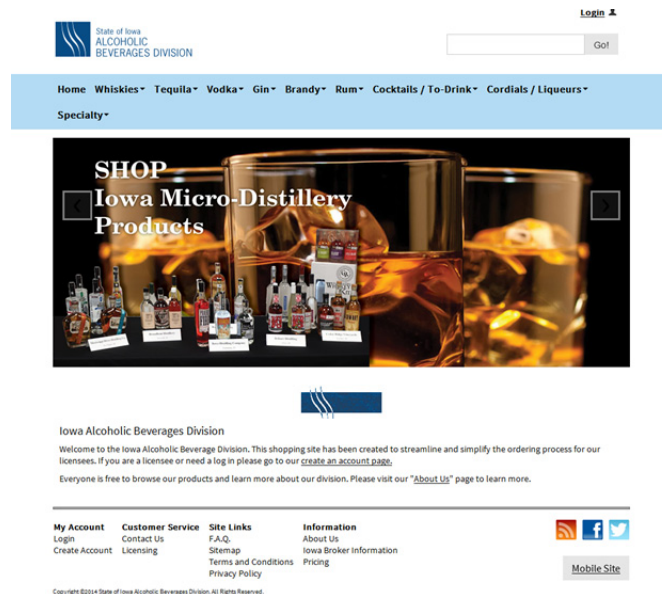 Login
State of Iowa
ALCOHOLIC
BEVERAGES DIVISION
Go!
Home Whiskies Tequila Vodka Gin Brandy Rum Cocktails / To-Drink Cordials / Liqueurs
Specialty
SHOP
Iowa Micro-Distillery
Products
Iowa Alcoholic Beverages Division
Welcome to the Iowa Alcoholic Beverage Division. This shopping site has been created to streamline and simplify the ordering process for our
licensees. If you are a licensee or need a log in please go to our create an account page.
Everyone is free to browse our products and learn more about our division. Please visit our "About Us" page to learn more.
My Account
Login
Create Account
Customer Service
Contact Us
Licensing
Site Links
F.A.Q.
Sitemap
Terms and Conditions
Privacy Policy
Information
About Us
Iowa Broker Information
Pricing
Mobile Site
Copyright ©2014 State of Iowa Alcoholic Beverages Division. All Rights Reserved.